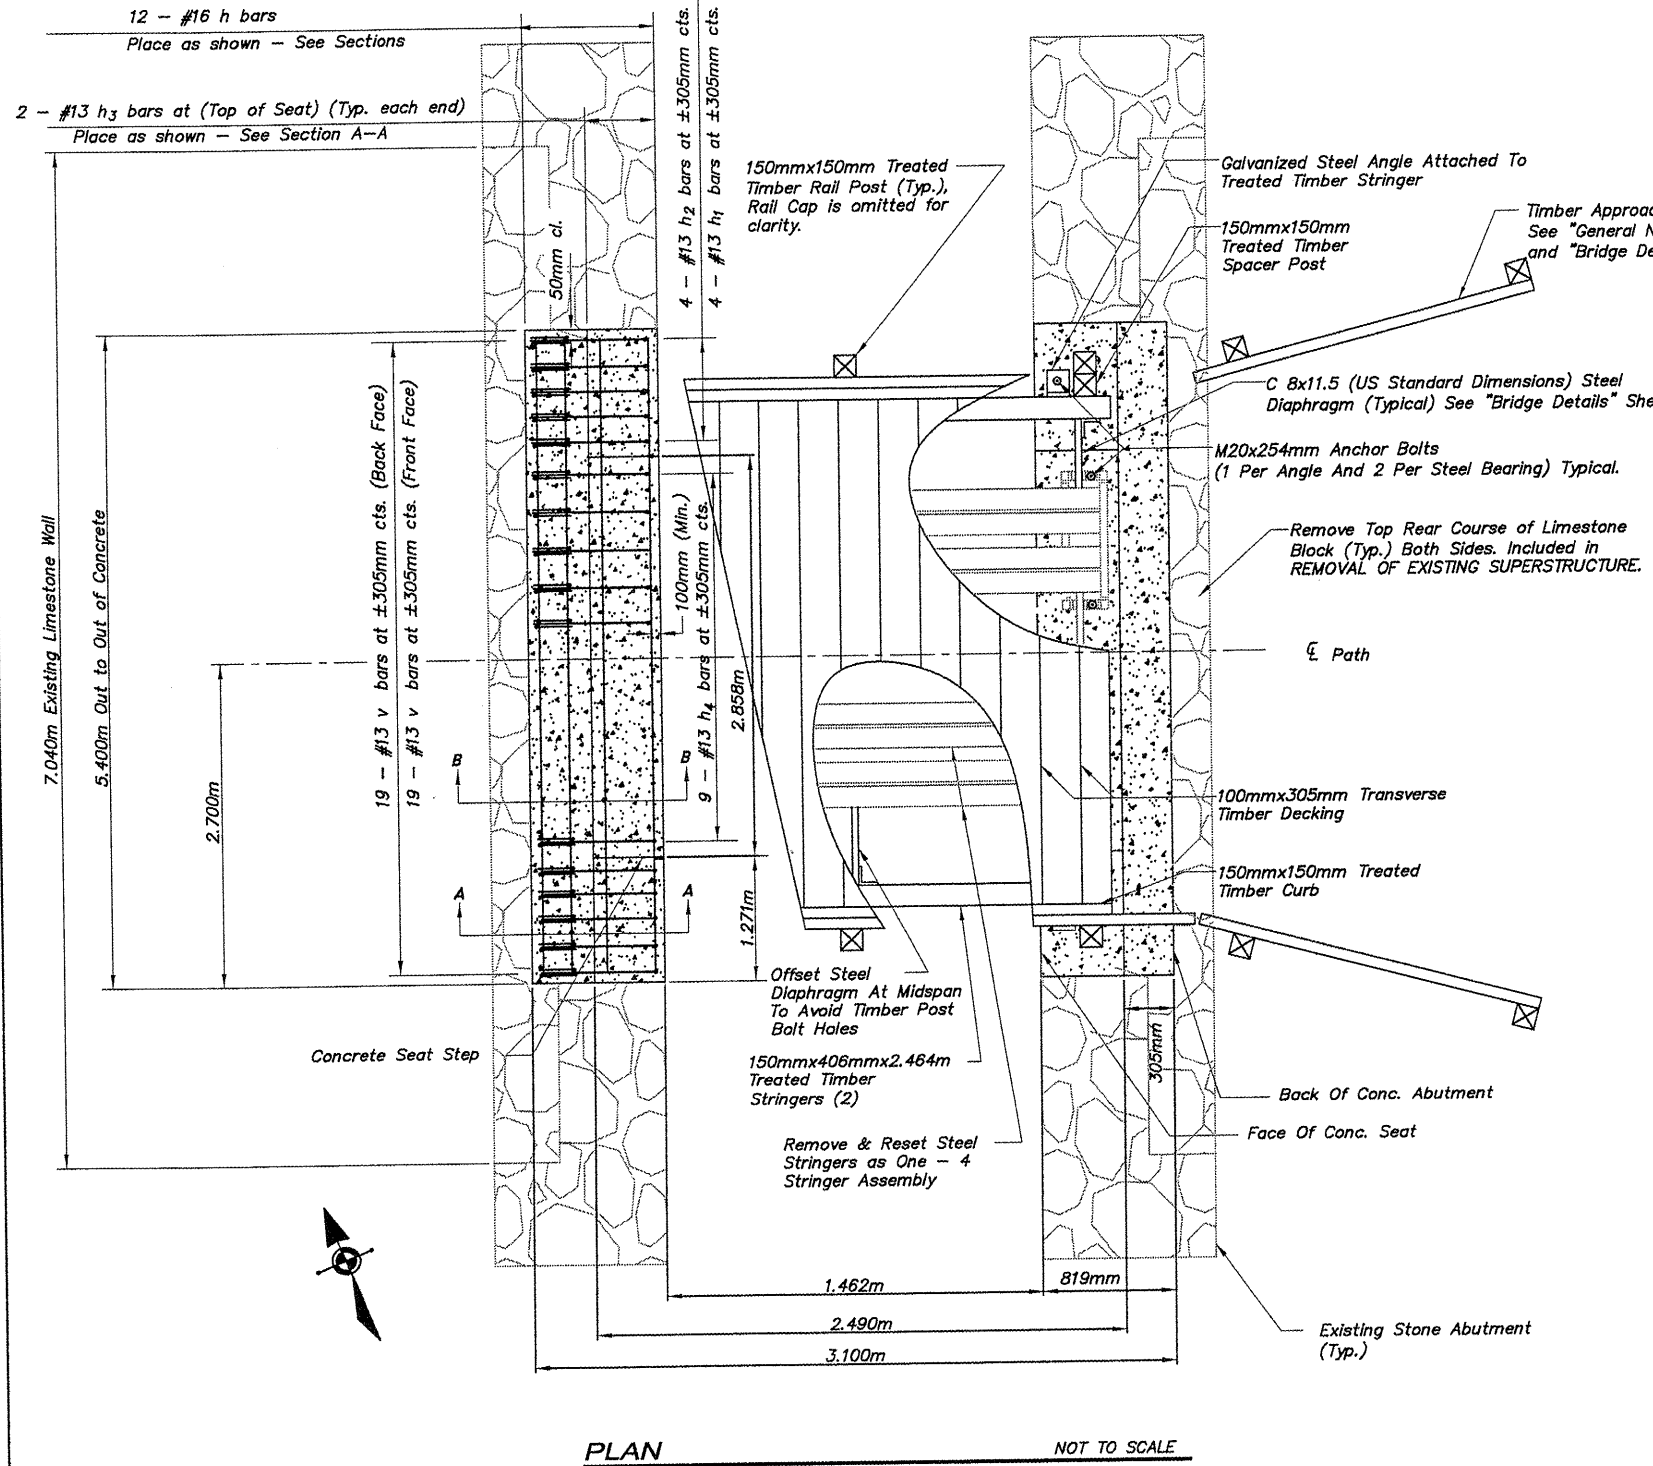 12 – #16 h bars
Place as shown – See Sections
2 – #13 h3 bars at (Top of Seat) (Typ. each end)
Place as shown – See Section A–A
4 – #13 h2 bars at ±305mm cts.
4 – #13 h1 bars at ±305mm cts.
150mmx150mm Treated
Timber Rail Post (Typ.),
Rail Cap is omitted for
clarity.
Galvanized Steel Angle Attached To
Treated Timber Stringer
150mmx150mm
Treated Timber
Spacer Post
Timber Approac
See "General N
and "Bridge De
50mm cl.
C 8x11.5 (US Standard Dimensions) Steel
Diaphragm (Typical) See "Bridge Details" She
M20x254mm Anchor Bolts
(1 Per Angle And 2 Per Steel Bearing) Typical.
Remove Top Rear Course of Limestone
Block (Typ.) Both Sides. Included in
REMOVAL OF EXISTING SUPERSTRUCTURE.
℄ Path
7.040m Existing Limestone Wall
5.400m Out to Out of Concrete
2.700m
19 – #13 v bars at ±305mm cts. (Back Face)
19 – #13 v bars at ±305mm cts. (Front Face)
100mm (Min.)
9 – #13 h4 bars at ±305mm cts.
2.858m
1.271m
B
B
A
A
100mmx305mm Transverse
Timber Decking
150mmx150mm Treated
Timber Curb
Offset Steel
Diaphragm At Midspan
To Avoid Timber Post
Bolt Holes
150mmx406mmx2.464m
Treated Timber
Stringers (2)
Remove & Reset Steel
Stringers as One – 4
Stringer Assembly
Concrete Seat Step
305mm
Back Of Conc. Abutment
Face Of Conc. Seat
1.462m
819mm
2.490m
3.100m
Existing Stone Abutment
(Typ.)
PLAN
NOT TO SCALE